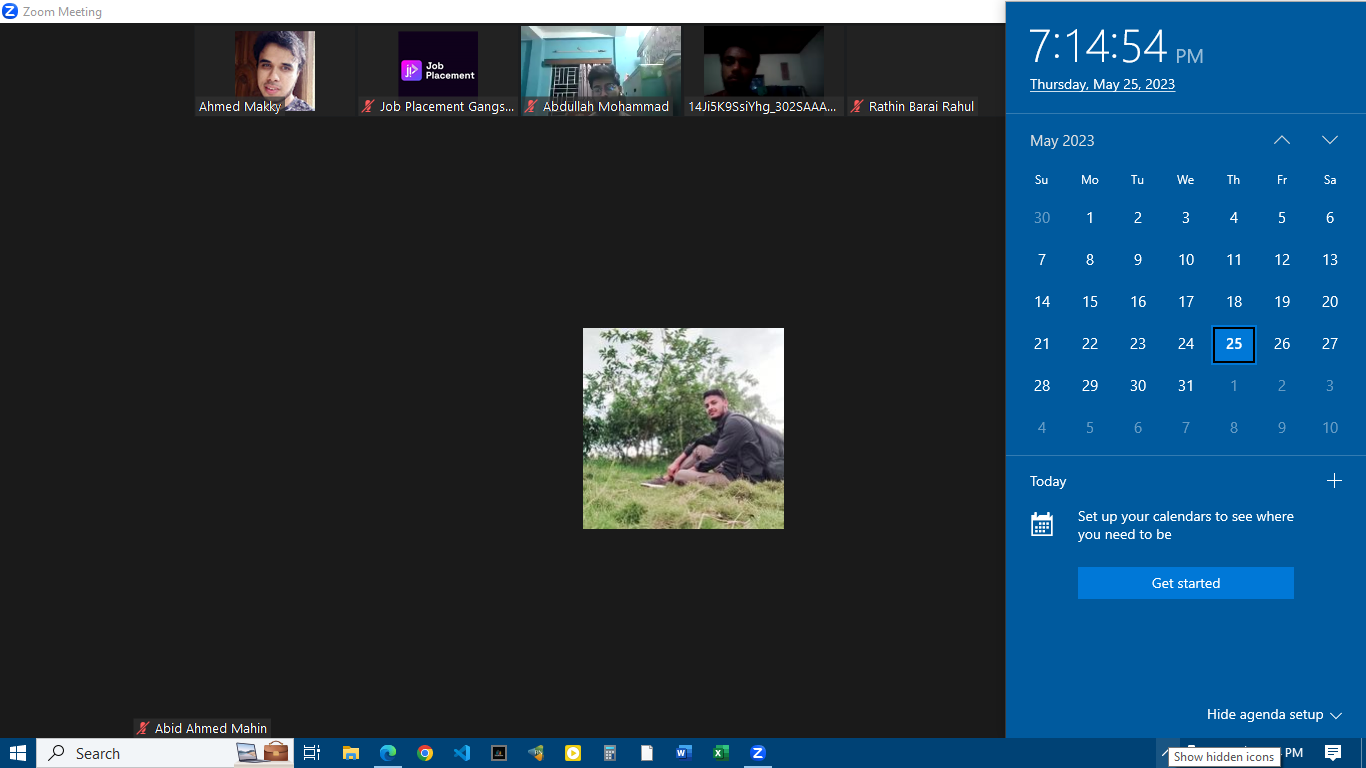 Zoom Meeting
Ahmed Makky
Job Placement
Job Placement Gangs...
Abdullah Mohammad
14Ji5K9SsiYhg_302SAAA...
Rathin Barai Rahul
Abid Ahmed Mahin
7:14:54 PM
Thursday, May 25, 2023
May 2023
Su Mo Tu We Th Fr Sa
30 1 2 3 4 5 6
7 8 9 10 11 12 13
14 15 16 17 18 19 20
21 22 23 24 25 26 27
28 29 30 31 1 2 3
4 5 6 7 8 9 10
Today
Set up your calendars to see where
you need to be
Get started
Hide agenda setup
Search
PM
Show hidden icons